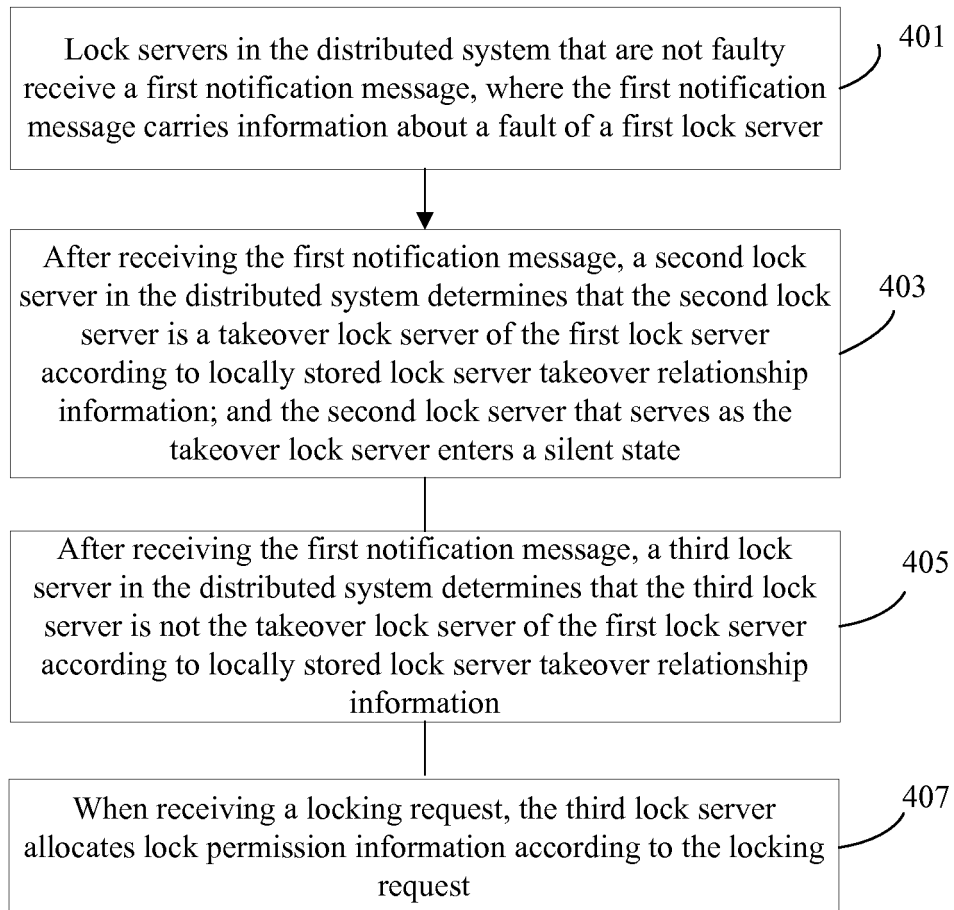 Lock servers in the distributed system that are not faulty
receive a first notification message, where the first notification
message carries information about a fault of a first lock server
401
After receiving the first notification message, a second lock
server in the distributed system determines that the second lock
server is a takeover lock server of the first lock server
according to locally stored lock server takeover relationship
information; and the second lock server that serves as the
takeover lock server enters a silent state
403
After receiving the first notification message, a third lock
server in the distributed system determines that the third lock
server is not the takeover lock server of the first lock server
according to locally stored lock server takeover relationship
information
405
When receiving a locking request, the third lock server
allocates lock permission information according to the locking
request
407